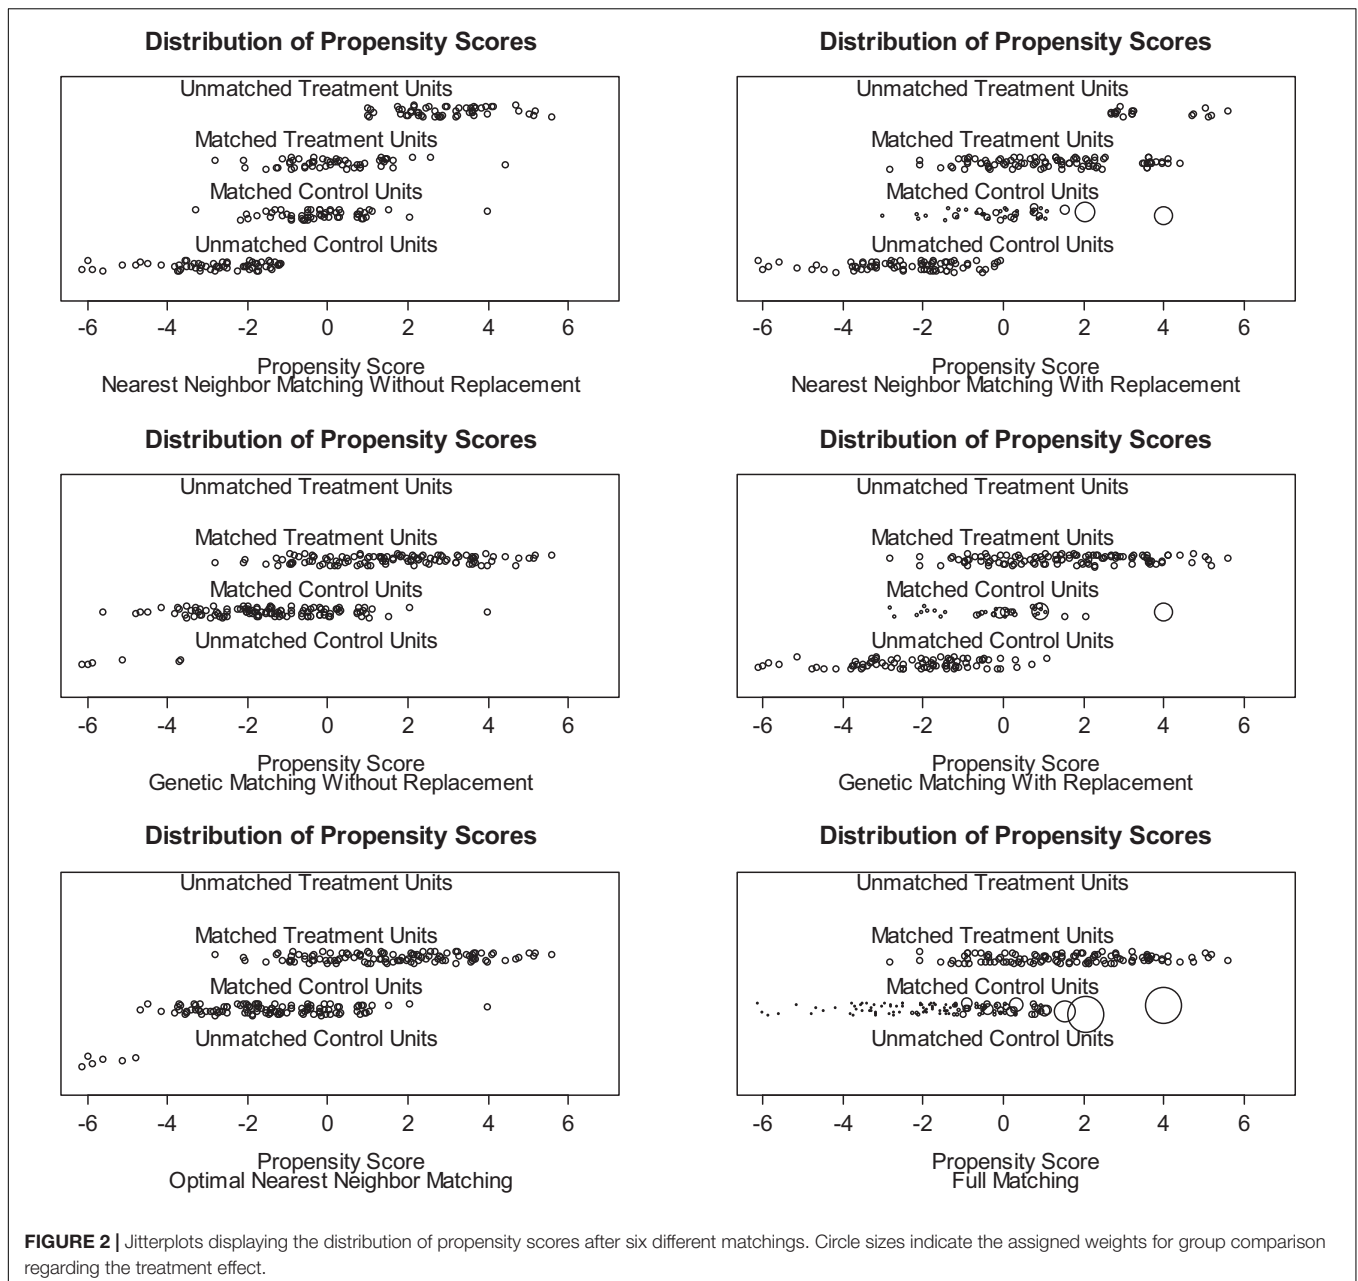 Distribution of Propensity Scores
Unmatched Treatment Units
Matched Treatment Units
Matched Control Units
Unmatched Control Units
-6 -4 -2 0 2 4 6
Propensity Score
Nearest Neighbor Matching Without Replacement
Distribution of Propensity Scores
Unmatched Treatment Units
Matched Treatment Units
Matched Control Units
Unmatched Control Units
-6 -4 -2 0 2 4 6
Propensity Score
Nearest Neighbor Matching With Replacement
Distribution of Propensity Scores
Unmatched Treatment Units
Matched Treatment Units
Matched Control Units
Unmatched Control Units
-6 -4 -2 0 2 4 6
Propensity Score
Genetic Matching Without Replacement
Distribution of Propensity Scores
Unmatched Treatment Units
Matched Treatment Units
Matched Control Units
Unmatched Control Units
-6 -4 -2 0 2 4 6
Propensity Score
Genetic Matching With Replacement
Distribution of Propensity Scores
Unmatched Treatment Units
Matched Treatment Units
Matched Control Units
Unmatched Control Units
-6 -4 -2 0 2 4 6
Propensity Score
Optimal Nearest Neighbor Matching
Distribution of Propensity Scores
Unmatched Treatment Units
Matched Treatment Units
Matched Control Units
Unmatched Control Units
-6 -4 -2 0 2 4 6
Propensity Score
Full Matching
FIGURE 2 | Jitterplots displaying the distribution of propensity scores after six different matchings. Circle sizes indicate the assigned weights for group comparison
regarding the treatment effect.